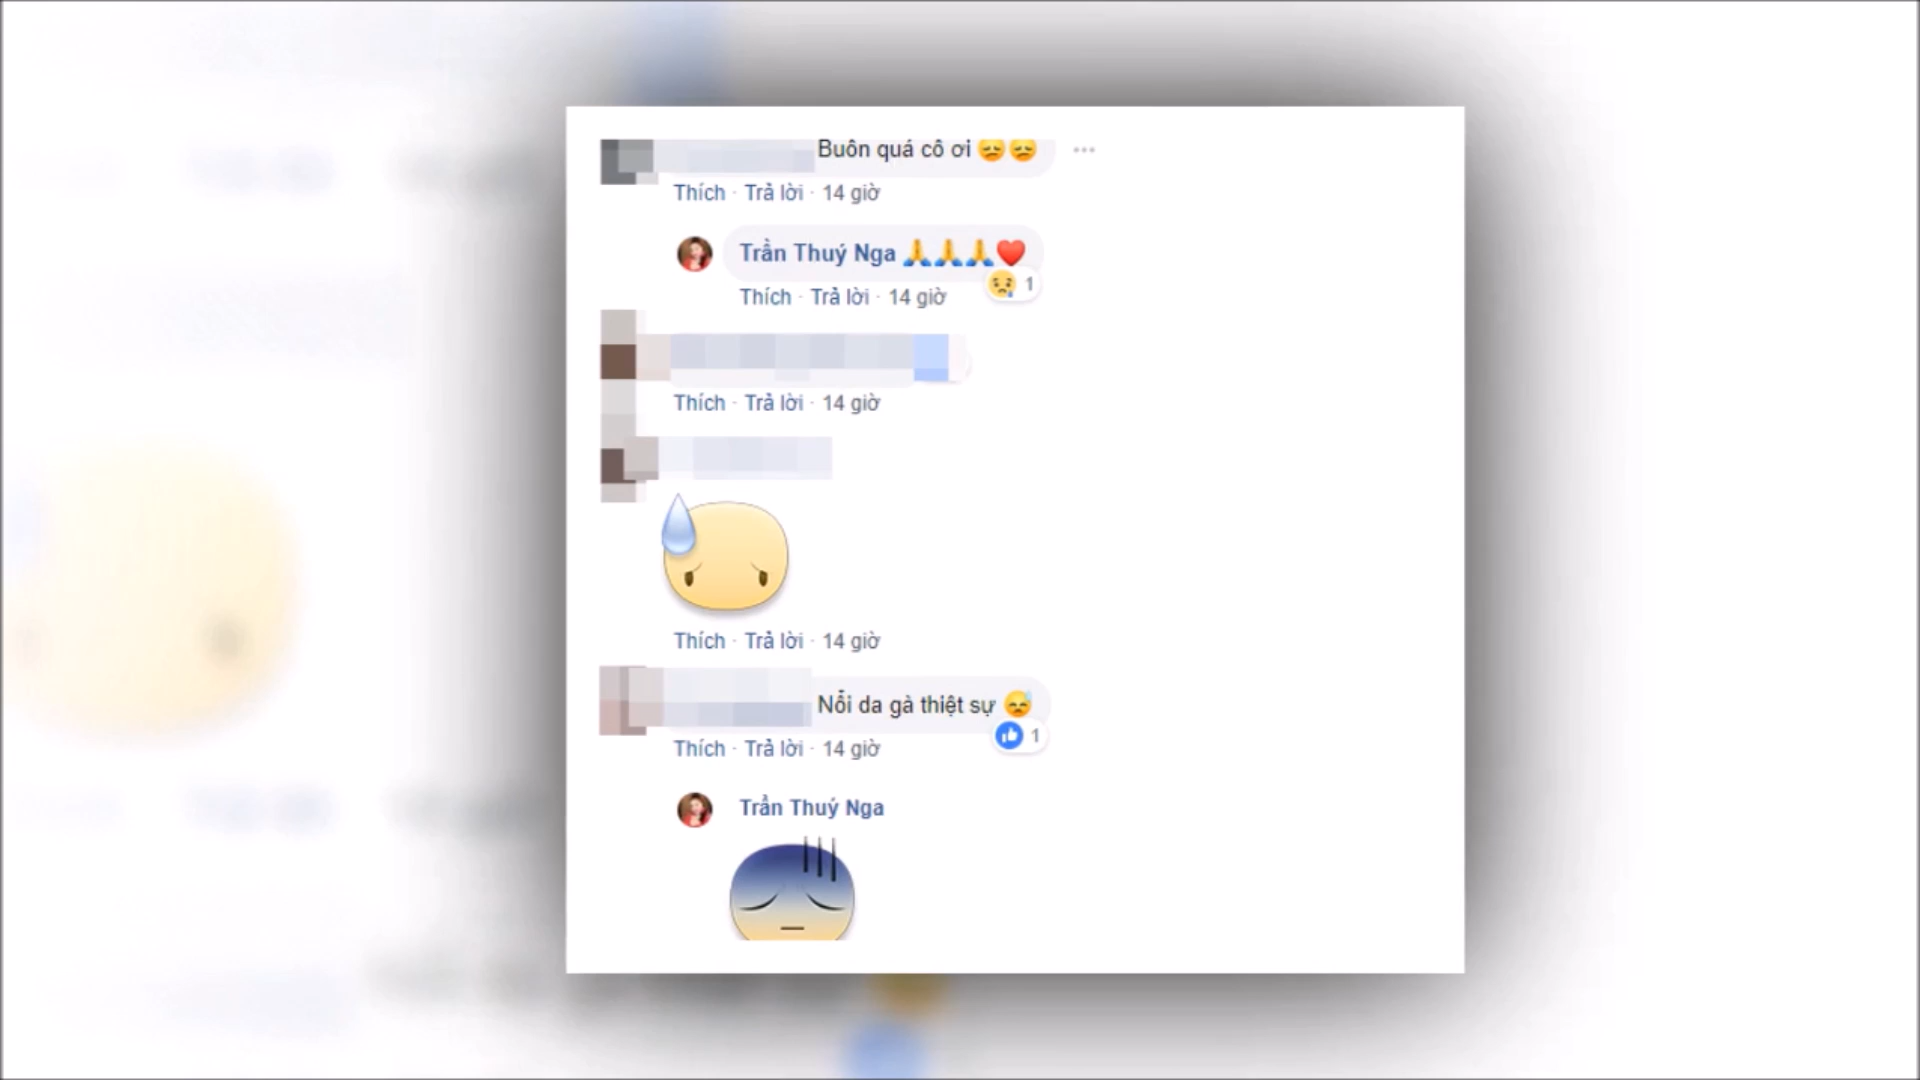 Buôn quá cô ơi 😞😞
Thích · Trả lời · 14 giờ
Trần Thuý Nga 🙏🙏🙏❤️
1
Thích · Trả lời · 14 giờ
Thích · Trả lời · 14 giờ
Thích · Trả lời · 14 giờ
Nổi da gà thiệt sự 😓
1
Thích · Trả lời · 14 giờ
Trần Thuý Nga